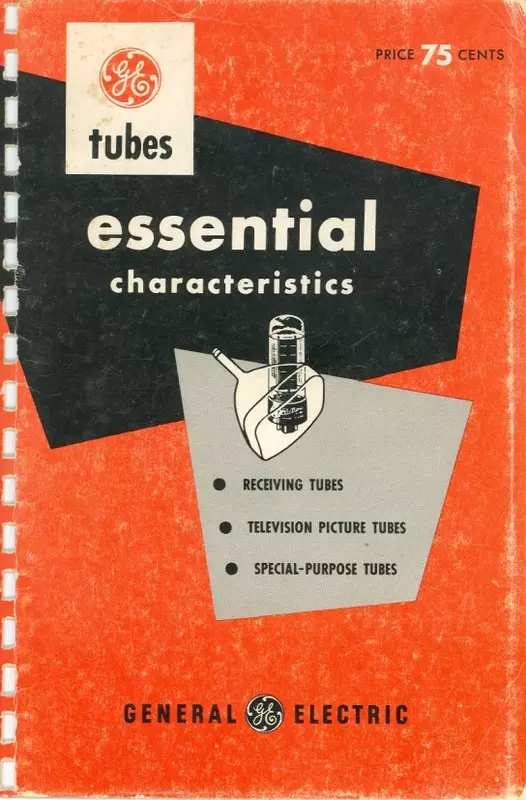 GE
tubes
PRICE 75 CENTS
essential
characteristics
RECEIVING TUBES
TELEVISION PICTURE TUBES
SPECIAL-PURPOSE TUBES
GENERAL GE ELECTRIC